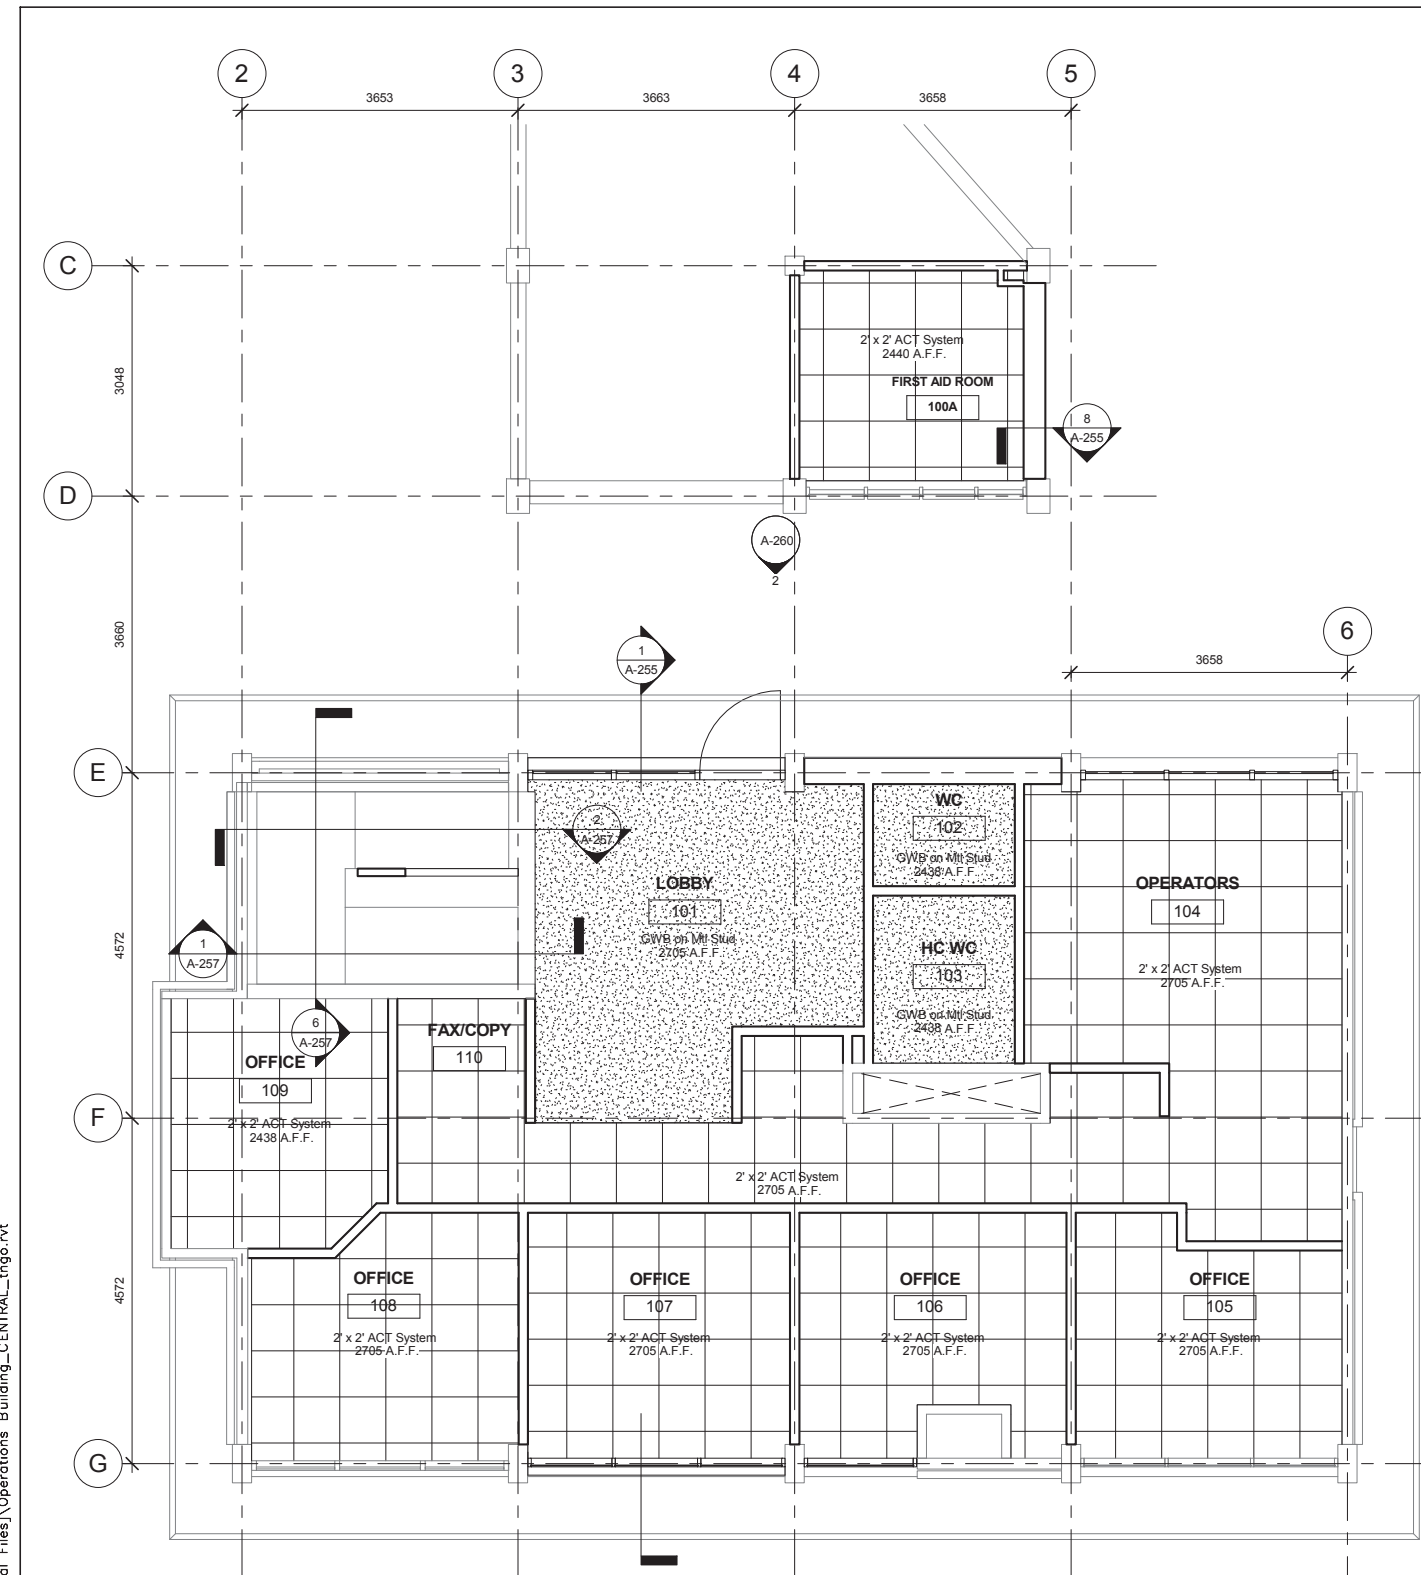 2
3
4
5
3653
3663
3658
C
3048
2' x 2' ACT System
2440 A.F.F.
FIRST AID ROOM
100A
8
A-255
D
A-260
2
3660
6
1
A-255
3658
E
2
A-257
WC
102
GWB on Mtl Stud
2438 A.F.F.
LOBBY
101
GWB on Mtl Stud
2705 A.F.F.
OPERATORS
104
2' x 2' ACT System
2705 A.F.F.
4572
1
A-257
HC WC
103
GWB on Mtl Stud
2438 A.F.F.
6
A-257
FAX/COPY
110
OFFICE
109
2' x 2' ACT System
2438 A.F.F.
F
2' x 2' ACT System
2705 A.F.F.
4572
OFFICE
108
2' x 2' ACT System
2705 A.F.F.
OFFICE
107
2' x 2' ACT System
2705 A.F.F.
OFFICE
106
2' x 2' ACT System
2705 A.F.F.
OFFICE
105
2' x 2' ACT System
2705 A.F.F.
G
Files]\Operations Building_CENTRAL_tngo.rvt